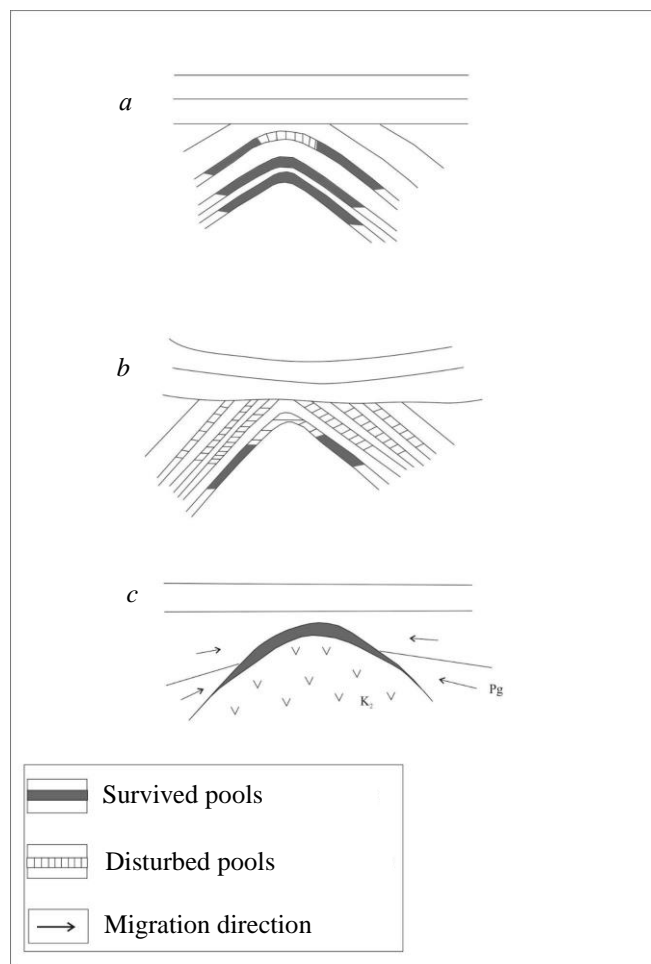 a
b
c
Pg
K₂
Survived pools
Disturbed pools
Migration direction